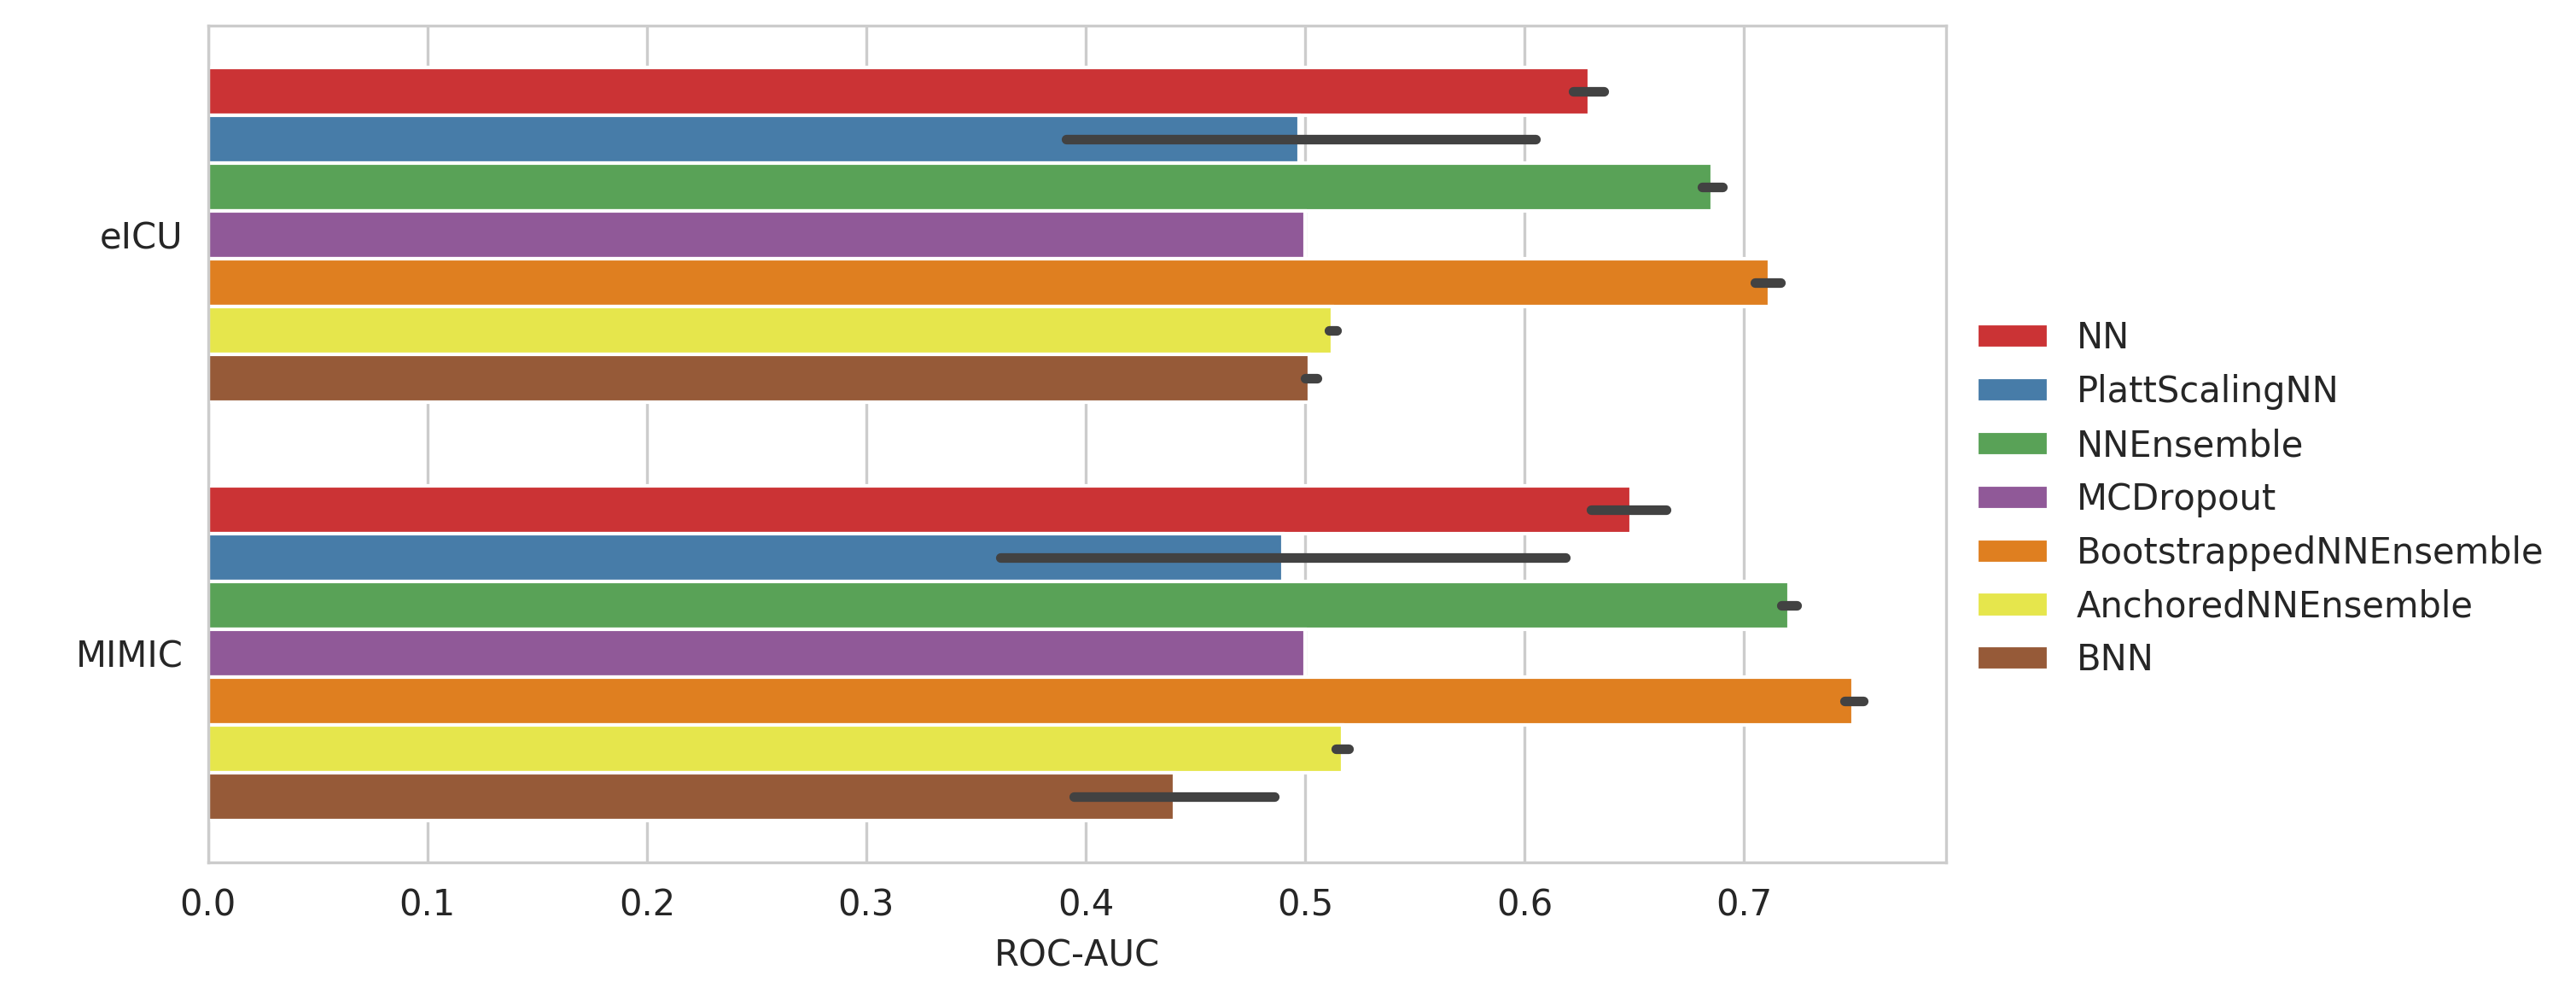 eICU
MIMIC
0.0 0.1 0.2 0.3 0.4 0.5 0.6 0.7
ROC-AUC
NN
PlattScalingNN
NNEnsemble
MCDropout
BootstrappedNNEnsemble
AnchoredNNEnsemble
BNN